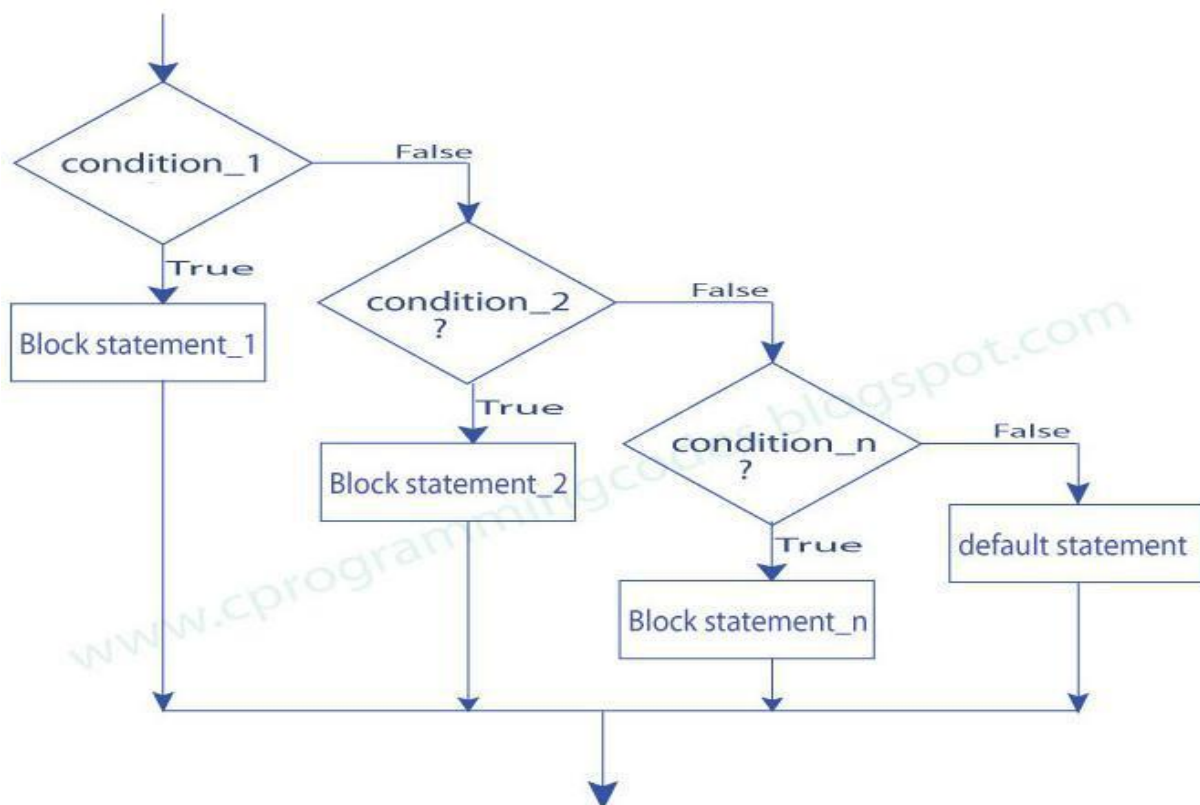 condition_1
False
True
Block statement_1
condition_2
?
False
True
Block statement_2
condition_n
?
False
True
Block statement_n
default statement
www.cprogrammingcodes.blogspot.com